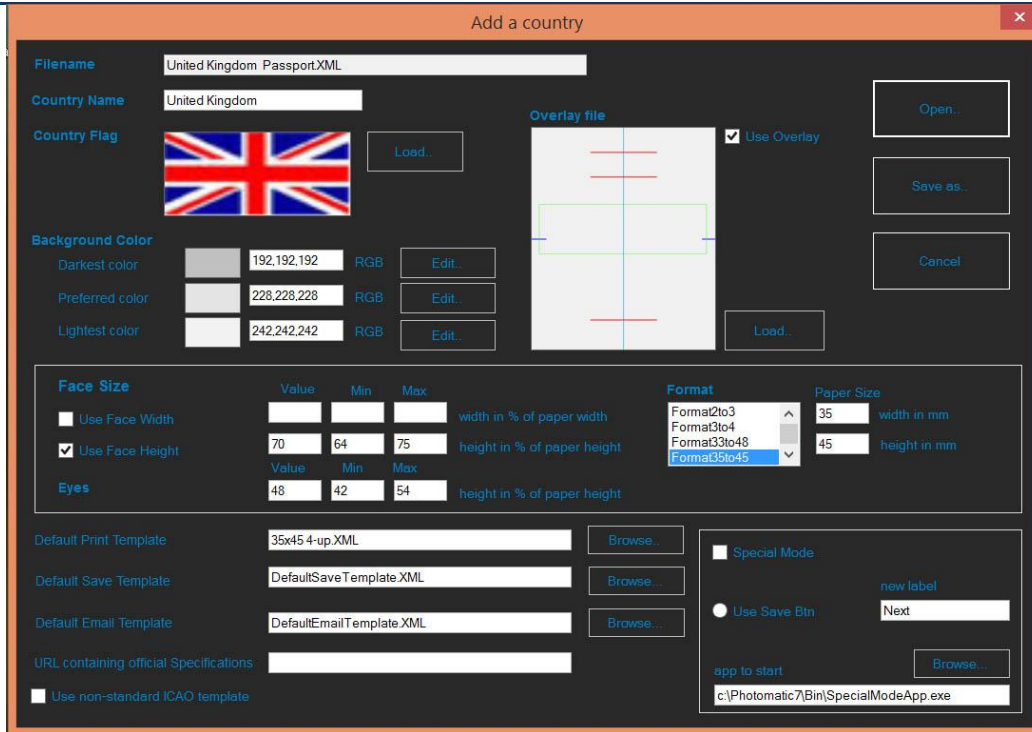 Add a country
Filename
United Kingdom Passport.XML
Country Name
United Kingdom
Country Flag
Load..
Overlay file
Use Overlay
Open..
Save as..
Cancel
Background Color
Darkest color
192,192,192
RGB
Edit..
Preferred color
228,228,228
RGB
Edit..
Lightest color
242,242,242
RGB
Edit..
Load..
Face Size
Value Min Max
Use Face Width
width in % of paper width
Use Face Height
70 64 75
height in % of paper height
Value Min Max
Eyes
48 42 54
height in % of paper height
Format
Format2to3
Format3to4
Format33to48
Format35to45
Paper Size
35 width in mm
45 height in mm
Default Print Template
35x45 4-up.XML
Browse..
Default Save Template
DefaultSaveTemplate.XML
Browse...
Default Email Template
DefaultEmailTemplate.XML
Browse...
URL containing official Specifications
Use non-standard ICAO template
Special Mode
new label
Use Save Btn
Next
app to start
Browse...
c:\Photomatic7\Bin\SpecialModeApp.exe